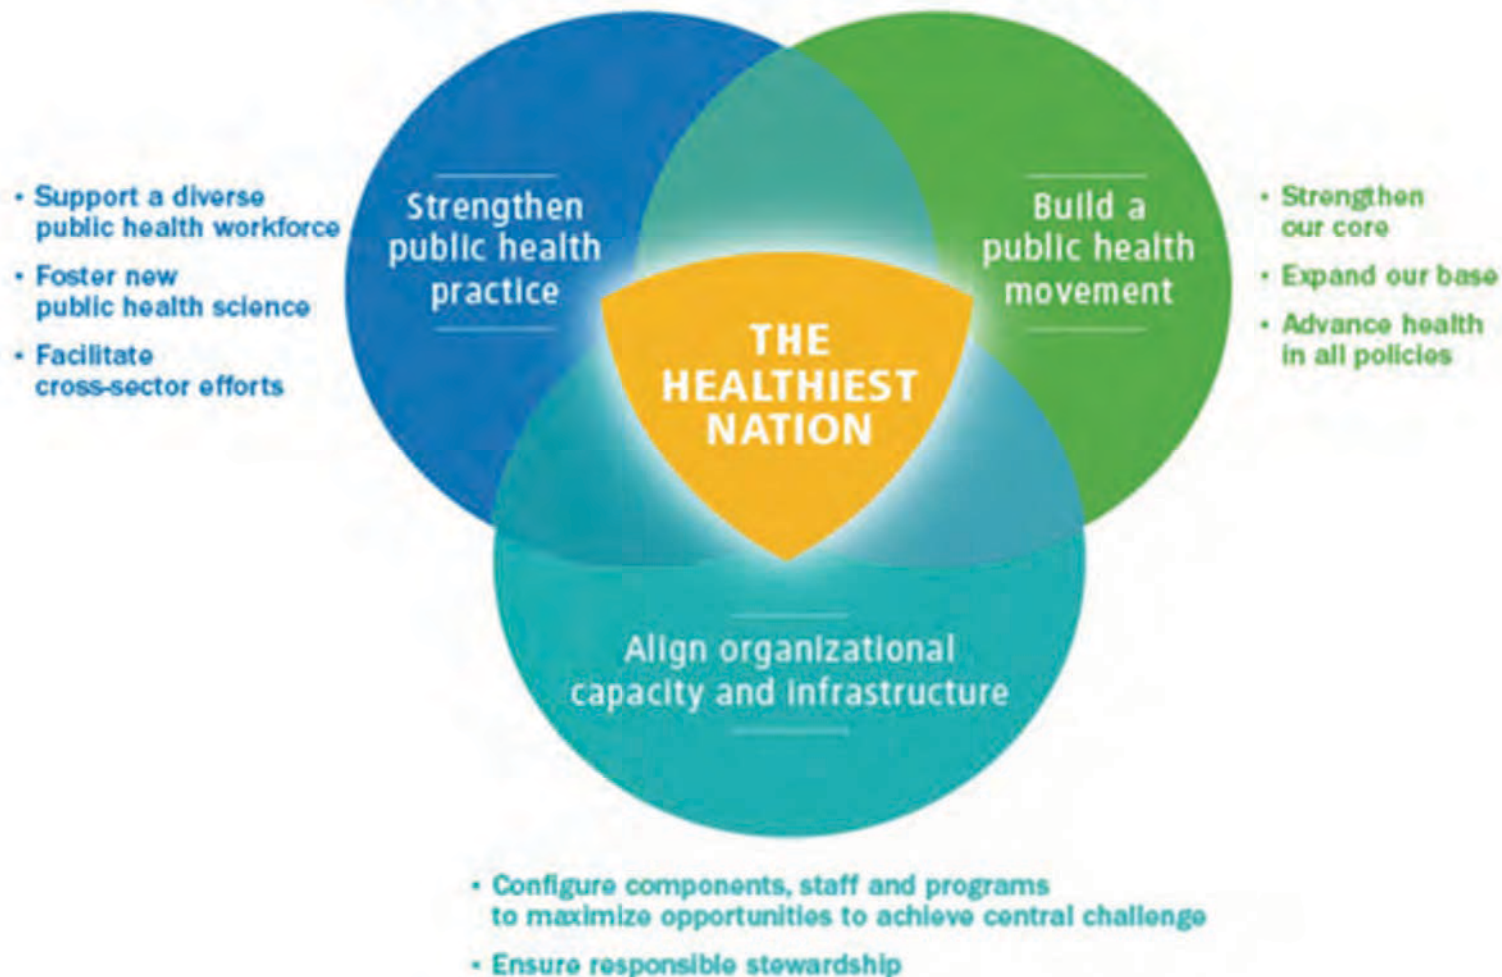 • Support a diverse
public health workforce
• Foster new
public health science
• Facilitate
cross-sector efforts
Strengthen
public health
practice
Build a
public health
movement
• Strengthen
our core
• Expand our base
• Advance health
in all policies
THE
HEALTHIEST
NATION
Align organizational
capacity and infrastructure
• Configure components, staff and programs
to maximize opportunities to achieve central challenge
• Ensure responsible stewardship